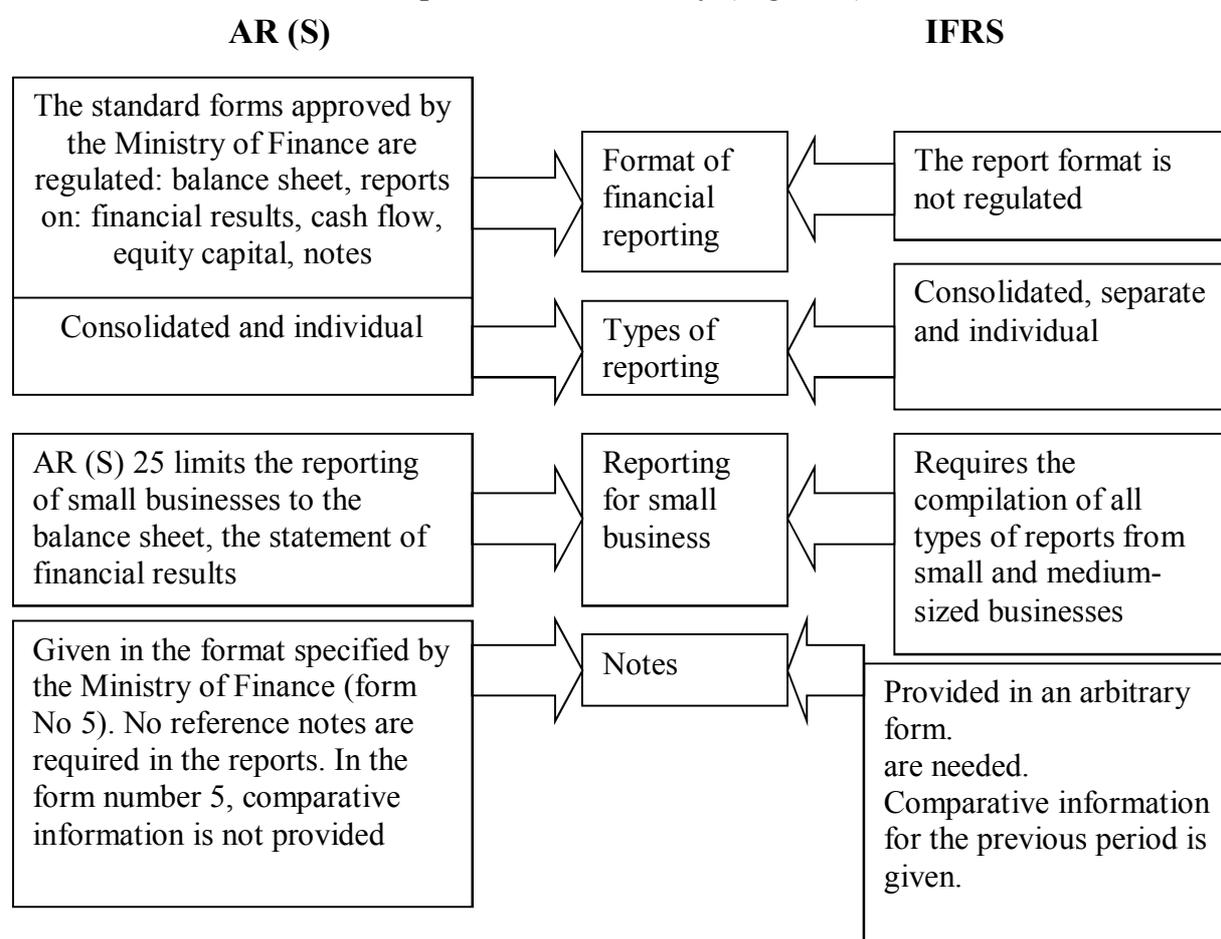 AR (S)
IFRS
The standard forms approved by
the Ministry of Finance are
regulated: balance sheet, reports
on: financial results, cash flow,
equity capital, notes
Format of
financial
reporting
The report format is
not regulated
Consolidated and individual
Types of
reporting
Consolidated, separate
and individual
AR (S) 25 limits the reporting
of small businesses to the
balance sheet, the statement of
financial results
Reporting
for small
business
Requires the
compilation of all
types of reports from
small and medium-
sized businesses
Given in the format specified by
the Ministry of Finance (form
No 5). No reference notes are
required in the reports. In the
form number 5, comparative
information is not provided
Notes
Provided in an arbitrary
form.
are needed.
Comparative information
for the previous period is
given.